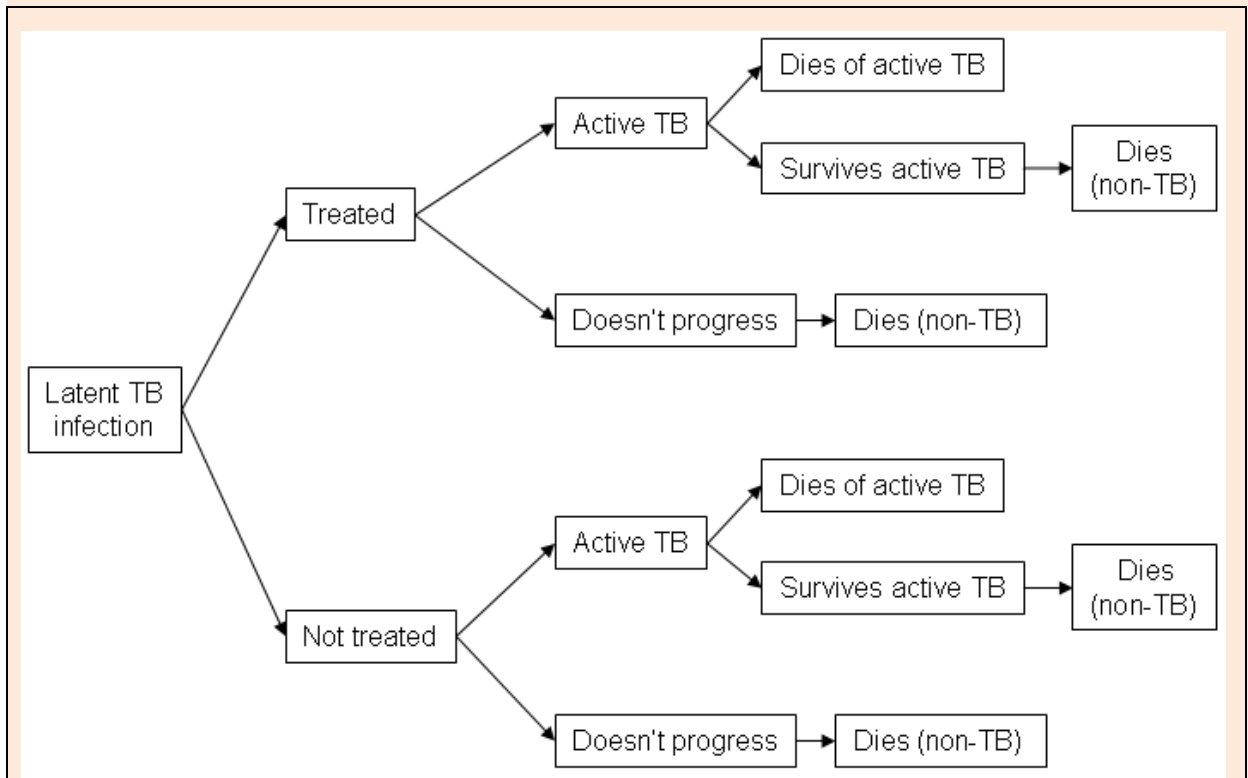 Dies of active TB
Active TB
Survives active TB
Dies
(non-TB)
Treated
Doesn't progress
Dies (non-TB)
Latent TB
infection
Dies of active TB
Active TB
Survives active TB
Dies
(non-TB)
Not treated
Doesn't progress
Dies (non-TB)